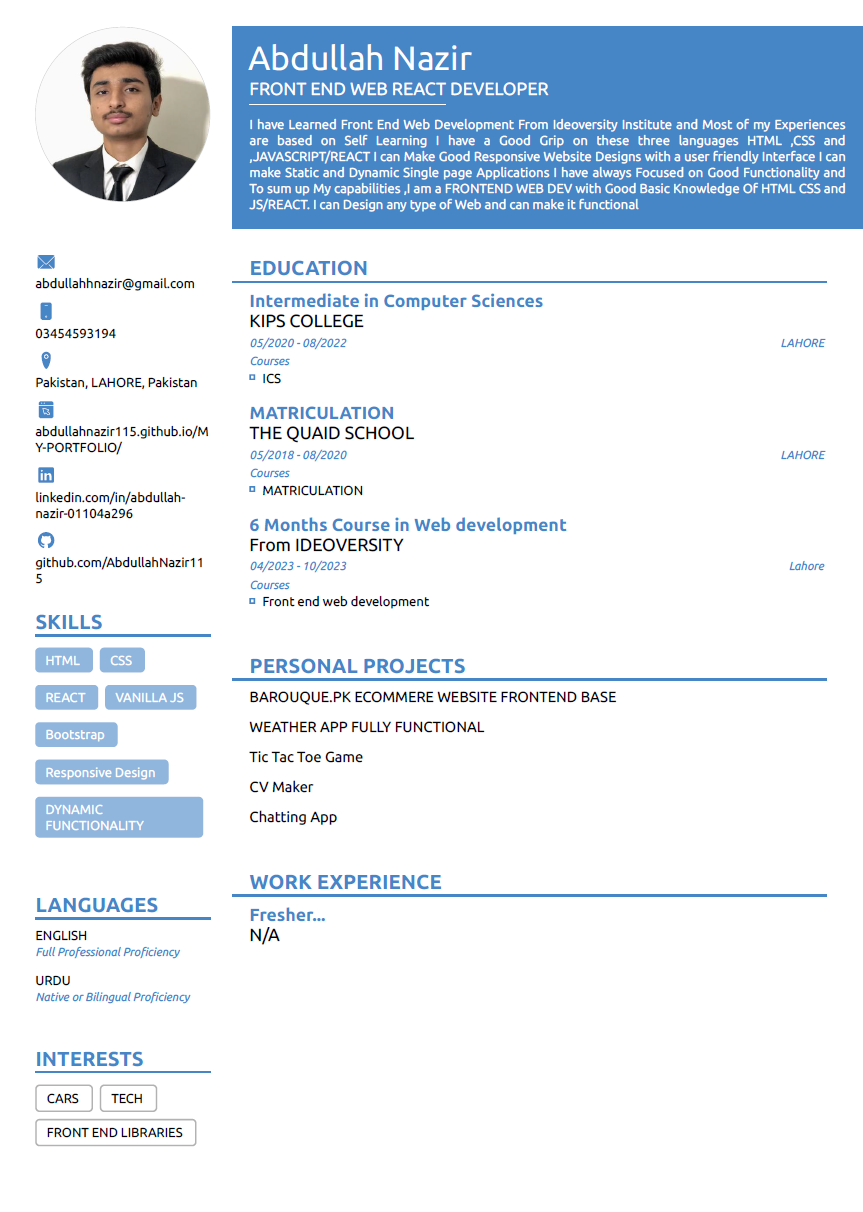 Abdullah Nazir
FRONT END WEB REACT DEVELOPER
I have Learned Front End Web Development From Ideoversity Institute and Most of my Experiences
are based on Self Learning I have a Good Grip on these three languages HTML ,CSS and
,JAVASCRIPT/REACT I can Make Good Responsive Website Designs with a user friendly Interface I can
make Static and Dynamic Single page Applications I have always Focused on Good Functionality and
To sum up My capabilities ,I am a FRONTEND WEB DEV with Good Basic Knowledge Of HTML CSS and
JS/REACT. I can Design any type of Web and can make it functional
abdullahhnazir@gmail.com
03454593194
Pakistan, LAHORE, Pakistan
abdullahnazir115.github.io/M
Y-PORTFOLIO/
linkedin.com/in/abdullah-
nazir-01104a296
github.com/AbdullahNazir11
5
SKILLS
HTML CSS
REACT VANILLA JS
Bootstrap
Responsive Design
DYNAMIC
FUNCTIONALITY
LANGUAGES
ENGLISH
Full Professional Proficiency
URDU
Native or Bilingual Proficiency
INTERESTS
CARS TECH
FRONT END LIBRARIES
EDUCATION
Intermediate in Computer Sciences
KIPS COLLEGE
05/2020 - 08/2022 LAHORE
Courses
ICS
MATRICULATION
THE QUAID SCHOOL
05/2018 - 08/2020 LAHORE
Courses
MATRICULATION
6 Months Course in Web development
From IDEOVERSITY
04/2023 - 10/2023 Lahore
Courses
Front end web development
PERSONAL PROJECTS
BAROUQUE.PK ECOMMERE WEBSITE FRONTEND BASE
WEATHER APP FULLY FUNCTIONAL
Tic Tac Toe Game
CV Maker
Chatting App
WORK EXPERIENCE
Fresher...
N/A